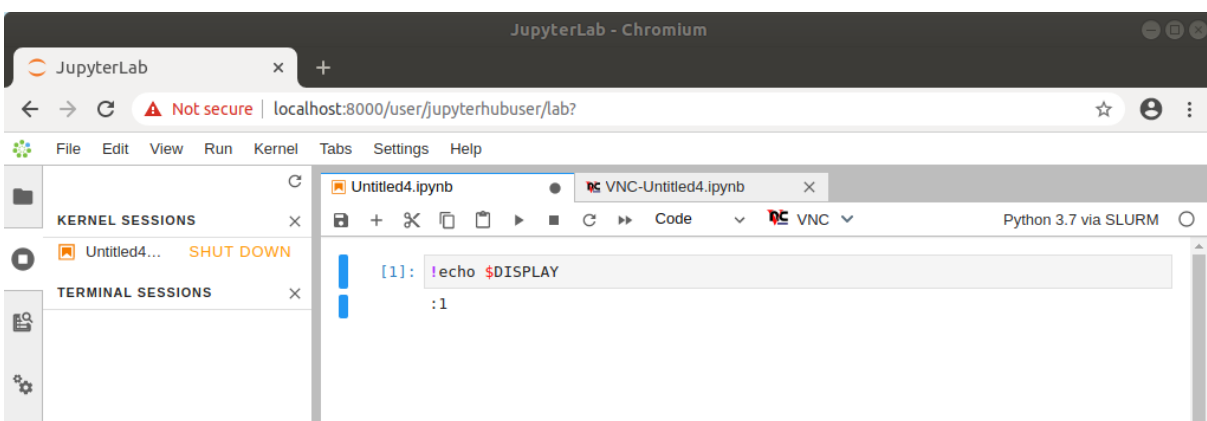 JupyterLab - Chromium
JupyterLab
Not secure | localhost:8000/user/jupyterhubuser/lab?
File Edit View Run Kernel Tabs Settings Help
Untitled4.ipynb VNC-Untitled4.ipynb
Code VNC Python 3.7 via SLURM
KERNEL SESSIONS
Untitled4... SHUT DOWN
TERMINAL SESSIONS
[1]: !echo $DISPLAY
:1